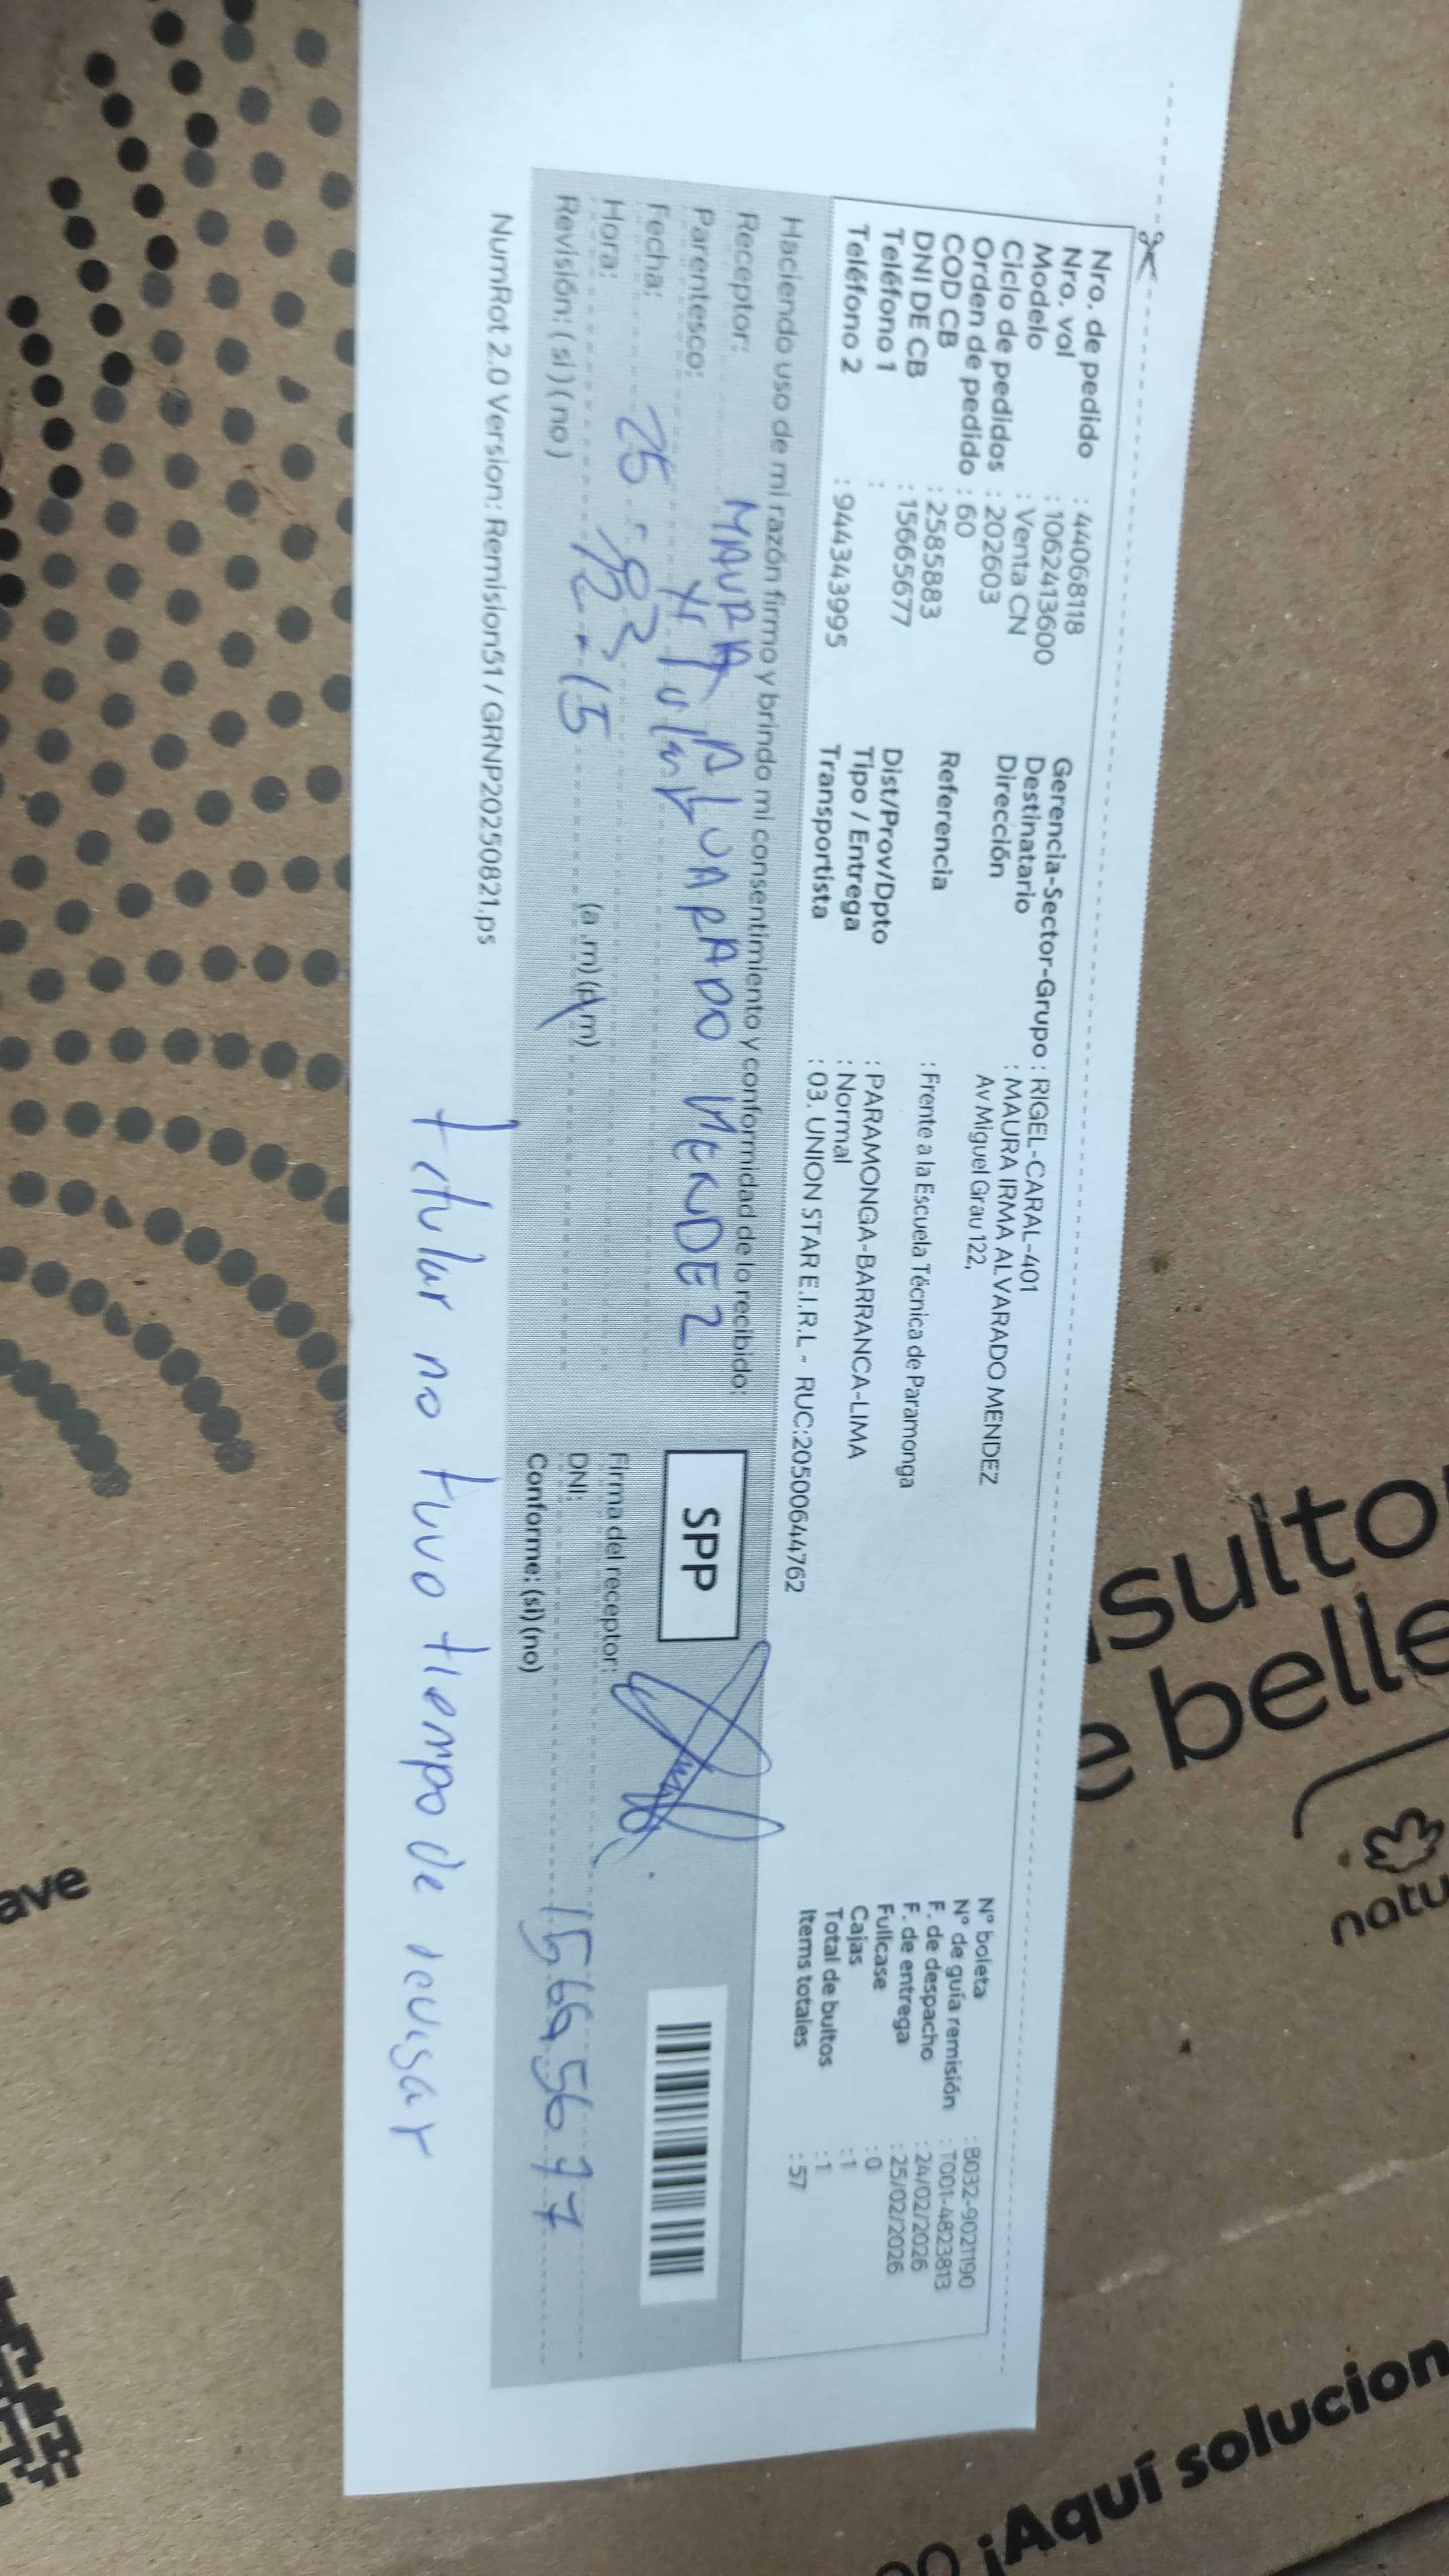 Nro. de pedido : 44068118
Nro. vol : 1062413600
Modelo : Venta CN
Ciclo de pedidos : 202603
Orden de pedido : 60
COD CB : 2585883
DNI DE CB : 15665677
Teléfono 1 :
Teléfono 2 : 944343995
Gerencia-Sector-Grupo : RIGEL-CARAL-401
Destinatario : MAURA IRMA ALVARADO MENDEZ
Dirección Av Miguel Grau 122,
Referencia : Frente a la Escuela Técnica de Paramonga
Dist/Prov/Dpto : PARAMONGA-BARRANCA-LIMA
Tipo / Entrega : Normal
Transportista : 03. UNION STAR E.I.R.L - RUC:20500644762
N° boleta : B032-9021190
N° de guía remisión : T001-4823813
F. de despacho : 24/02/2026
F. de entrega : 25/02/2026
Fullcase : 0
Cajas : 1
Total de bultos : 1
Items totales : 57
Haciendo uso de mi razón firmo y brindo mi consentimiento y conformidad de lo recibido:
Receptor: MAURA ALVARADO MENDEZ
Parentesco: Titular
Fecha: 25
Hora: 12-15 (a.m)(p.m)
Revisión: (si)(no)
SPP
Firma del receptor:
DNI: 15665677
Conforme: (si)(no)
NumRot 2.0 Version: Remision51 / GRNP20250821.ps
titular no tuvo tiempo de revisar
sulto
belle
natu
ave
¡Aquí solucion